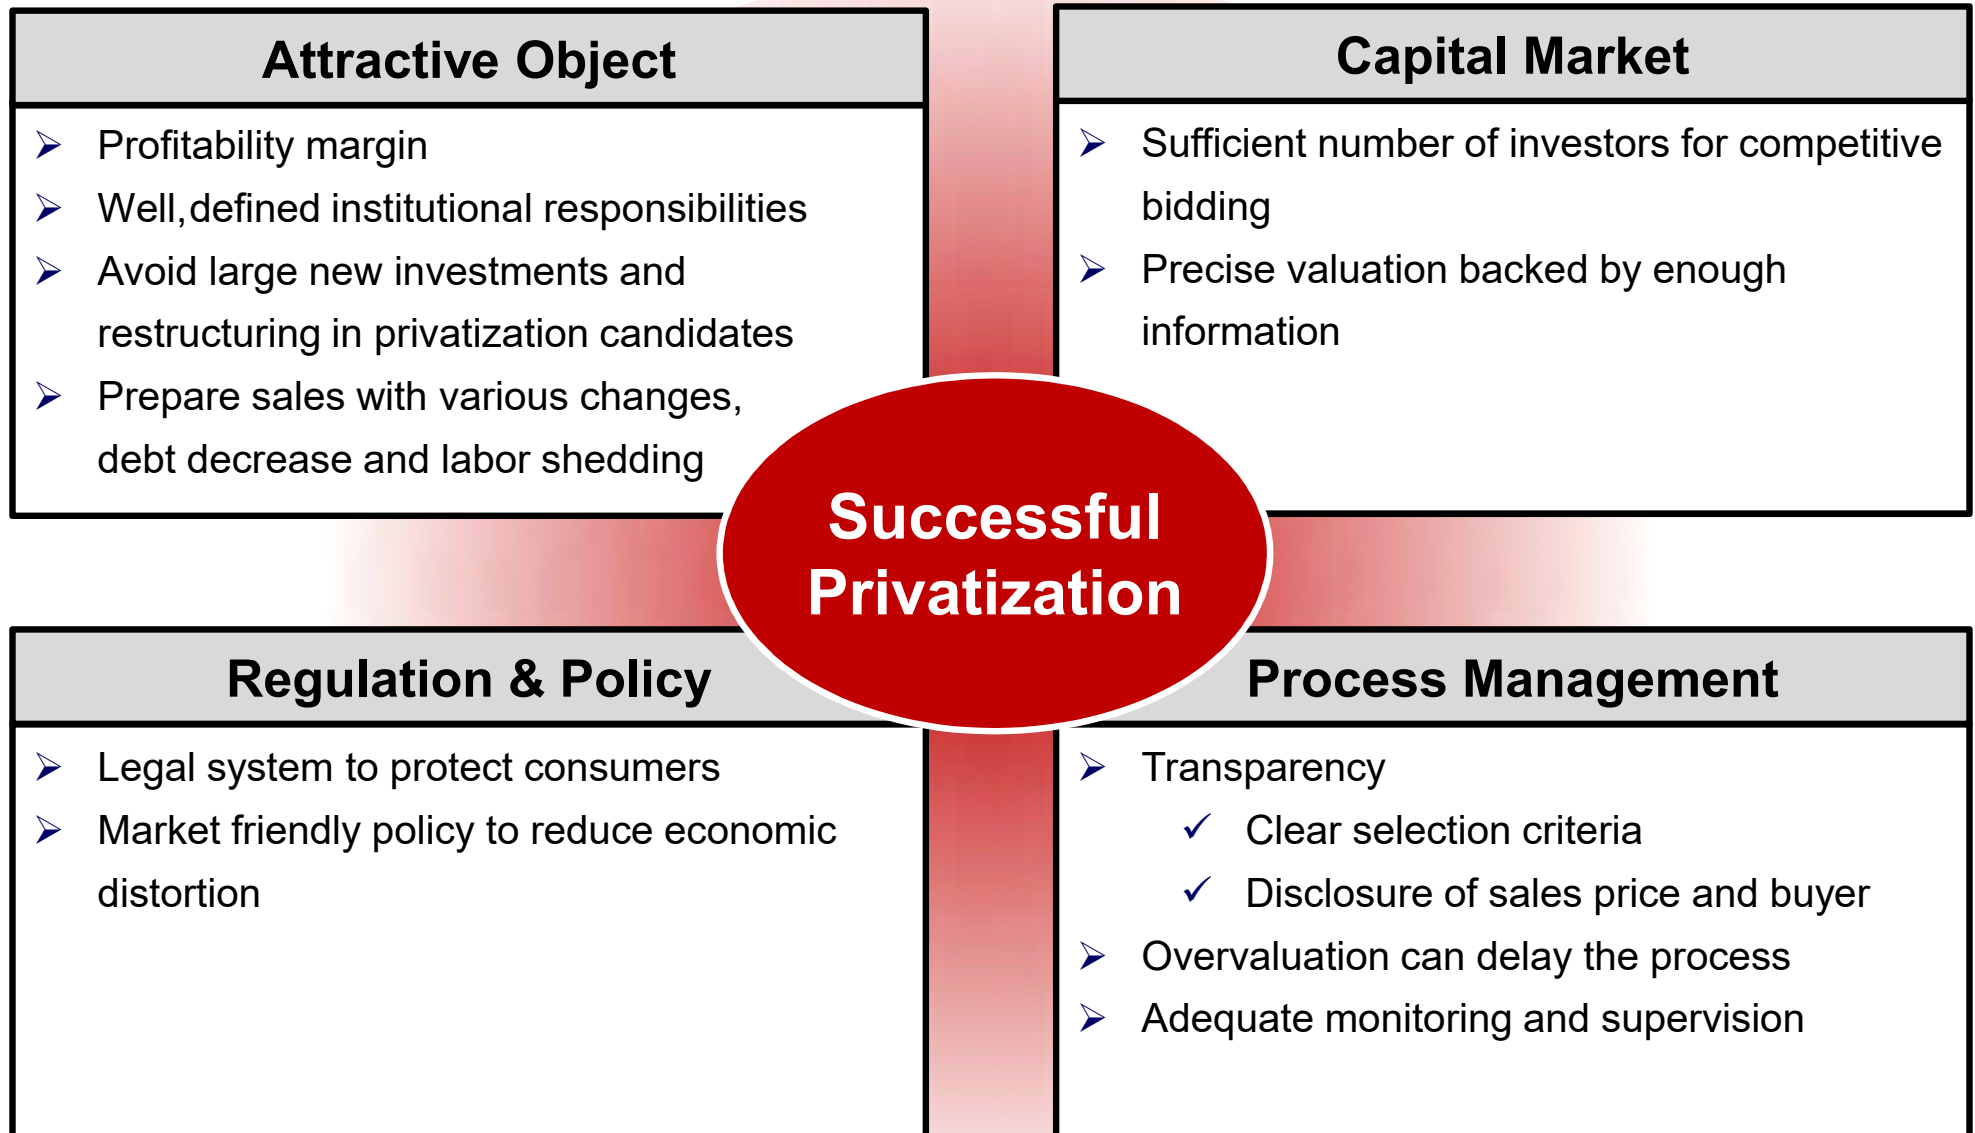 Attractive Object
Profitability margin
Well,defined institutional responsibilities
Avoid large new investments and
restructuring in privatization candidates
Prepare sales with various changes,
debt decrease and labor shedding
Capital Market
Sufficient number of investors for competitive
bidding
Precise valuation backed by enough
information
Successful
Privatization
Regulation & Policy
Legal system to protect consumers
Market friendly policy to reduce economic
distortion
Process Management
Transparency
Clear selection criteria
Disclosure of sales price and buyer
Overvaluation can delay the process
Adequate monitoring and supervision